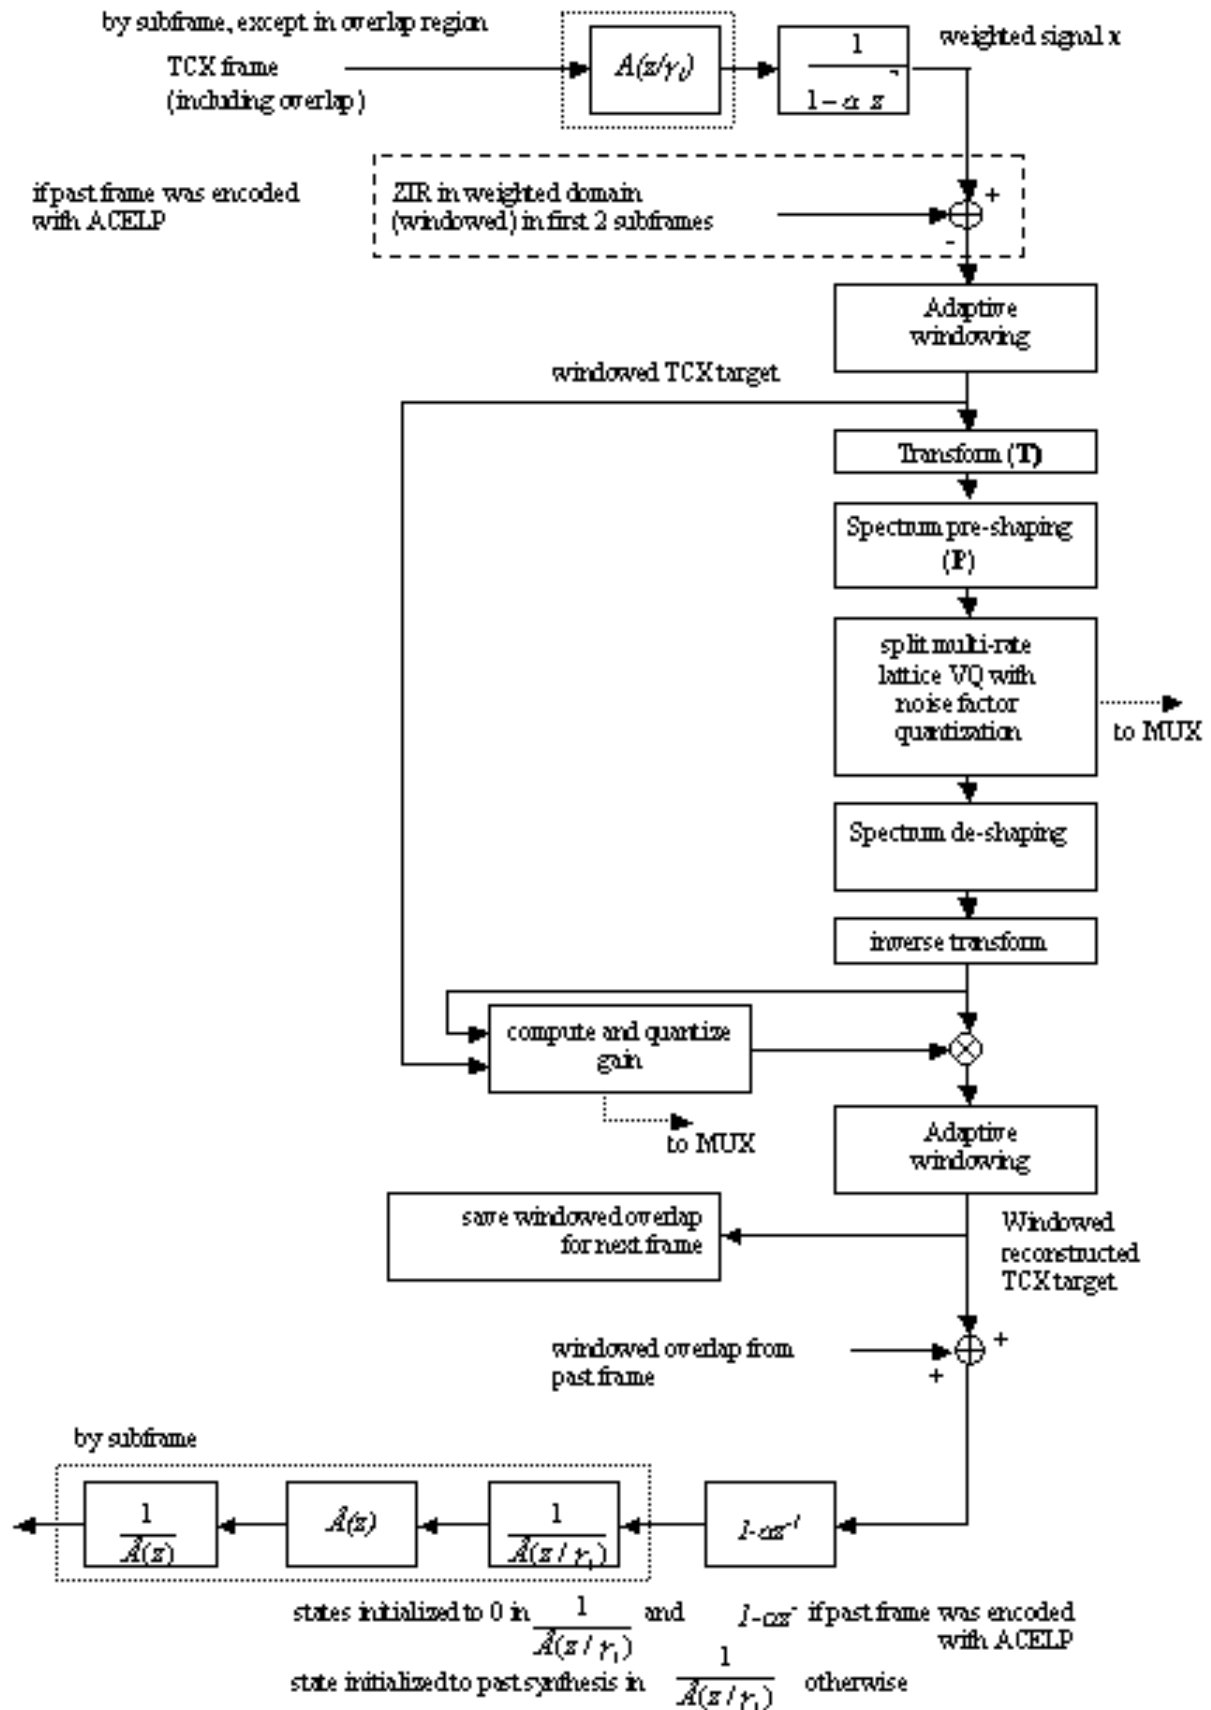 by subframe, except in overlap region
TCX frame
(including overlap)
A(z/γ₁)
1
1 – α z⁻
weighted signal x
if past frame was encoded
with ACELP
ZIR in weighted domain
(windowed) in first 2 subframes
+
-
Adaptive
windowing
windowed TCX target
Transform (T)
Spectrum pre-shaping
(P)
split multi-rate
lattice VQ with
noise factor
quantization
to MUX
Spectrum de-shaping
inverse transform
compute and quantize
gain
to MUX
Adaptive
windowing
save windowed overlap
for next frame
Windowed
reconstructed
TCX target
windowed overlap from
past frame
+
+
by subframe
1
Â(z)
Â(z)
1
Â(z / γ₁)
1-αz⁻¹
states initialized to 0 in 1 / Â(z / γ₁) and 1-αz⁻ if past frame was encoded
with ACELP
state initialized to past synthesis in 1 / Â(z / γ₁) otherwise